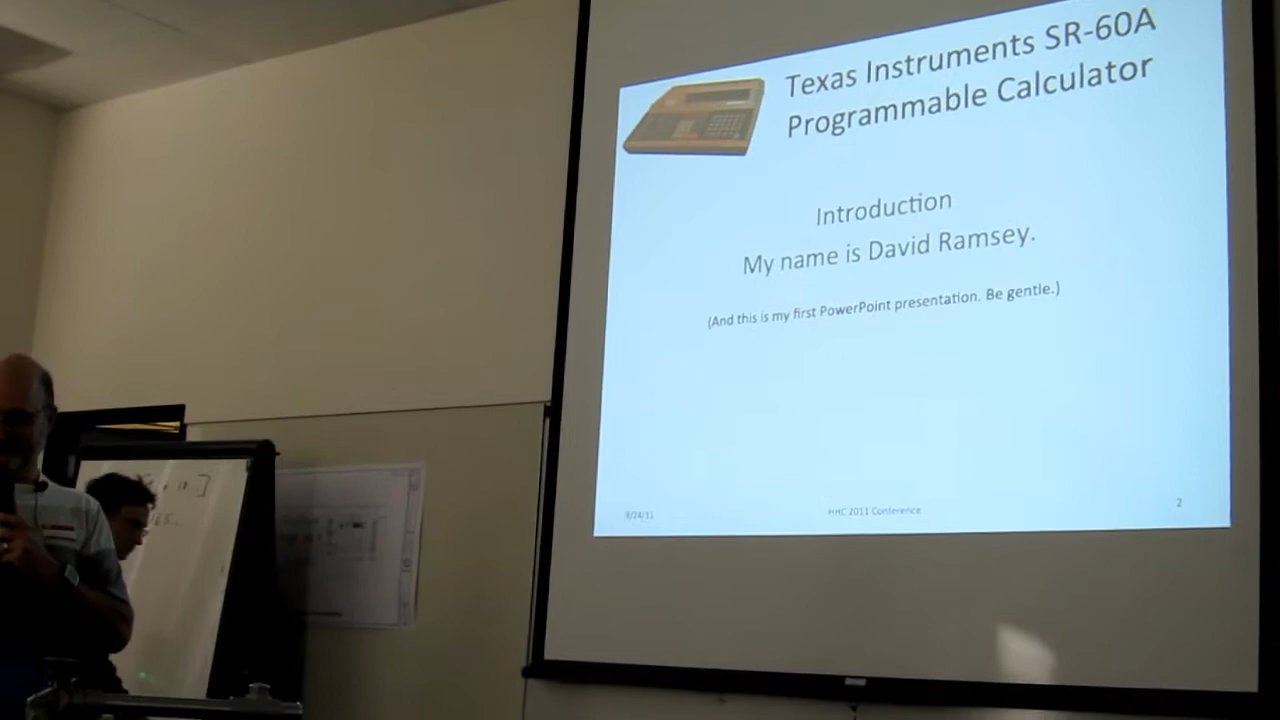 Texas Instruments SR-60A
Programmable Calculator
Introduction
My name is David Ramsey.
(And this is my first PowerPoint presentation. Be gentle.)
9/24/11
HHC 2011 Conference
2